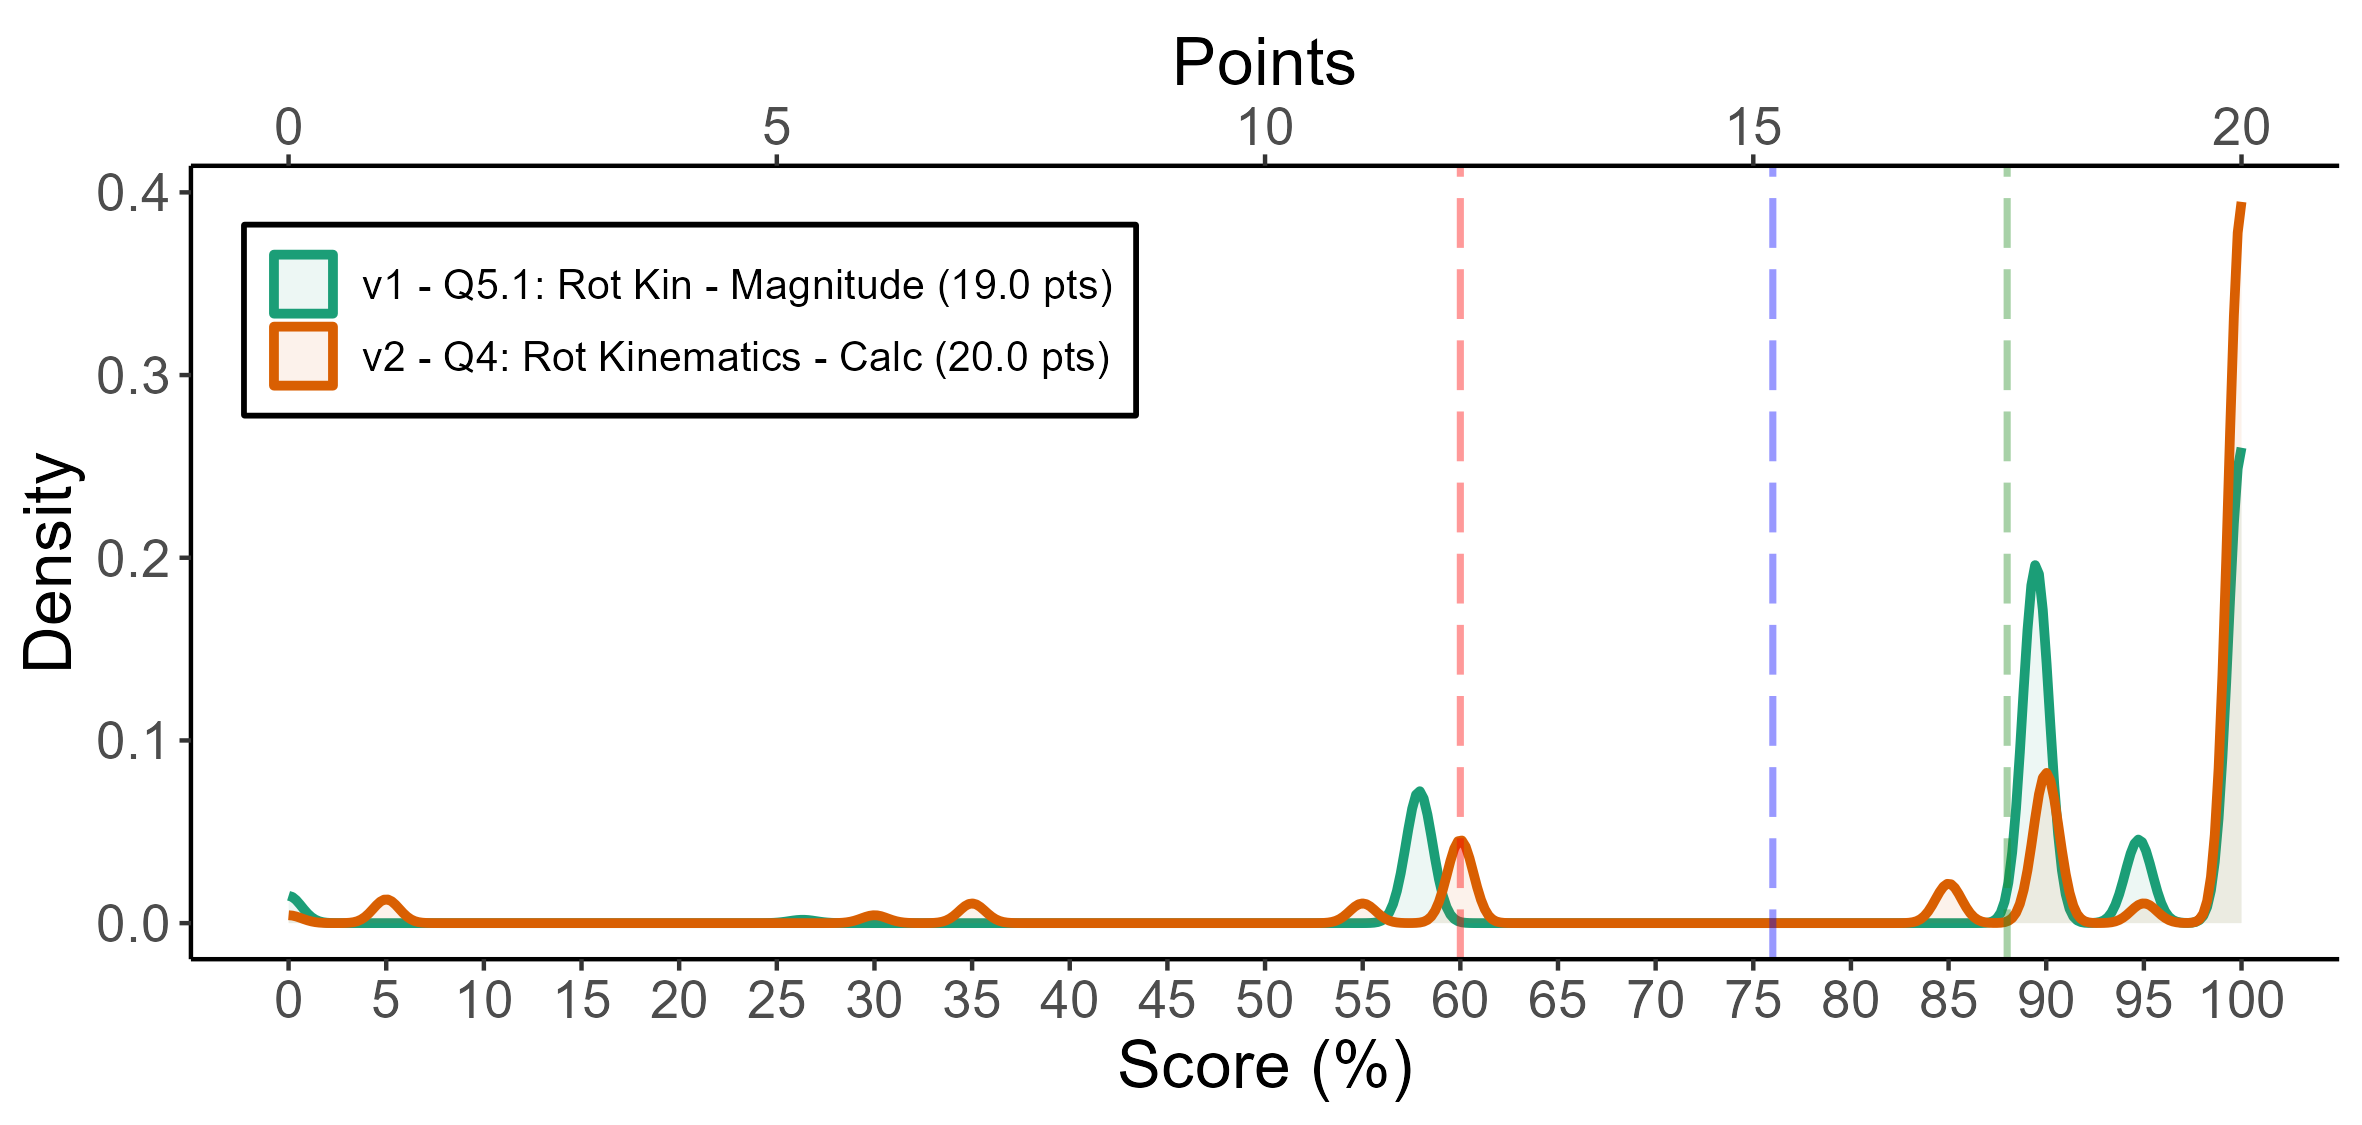 Points
0 5 10 15 20
0.4
v1 - Q5.1: Rot Kin - Magnitude (19.0 pts)
v2 - Q4: Rot Kinematics - Calc (20.0 pts)
0.3
0.2
0.1
0.0
Density
0 5 10 15 20 25 30 35 40 45 50 55 60 65 70 75 80 85 90 95 100
Score (%)